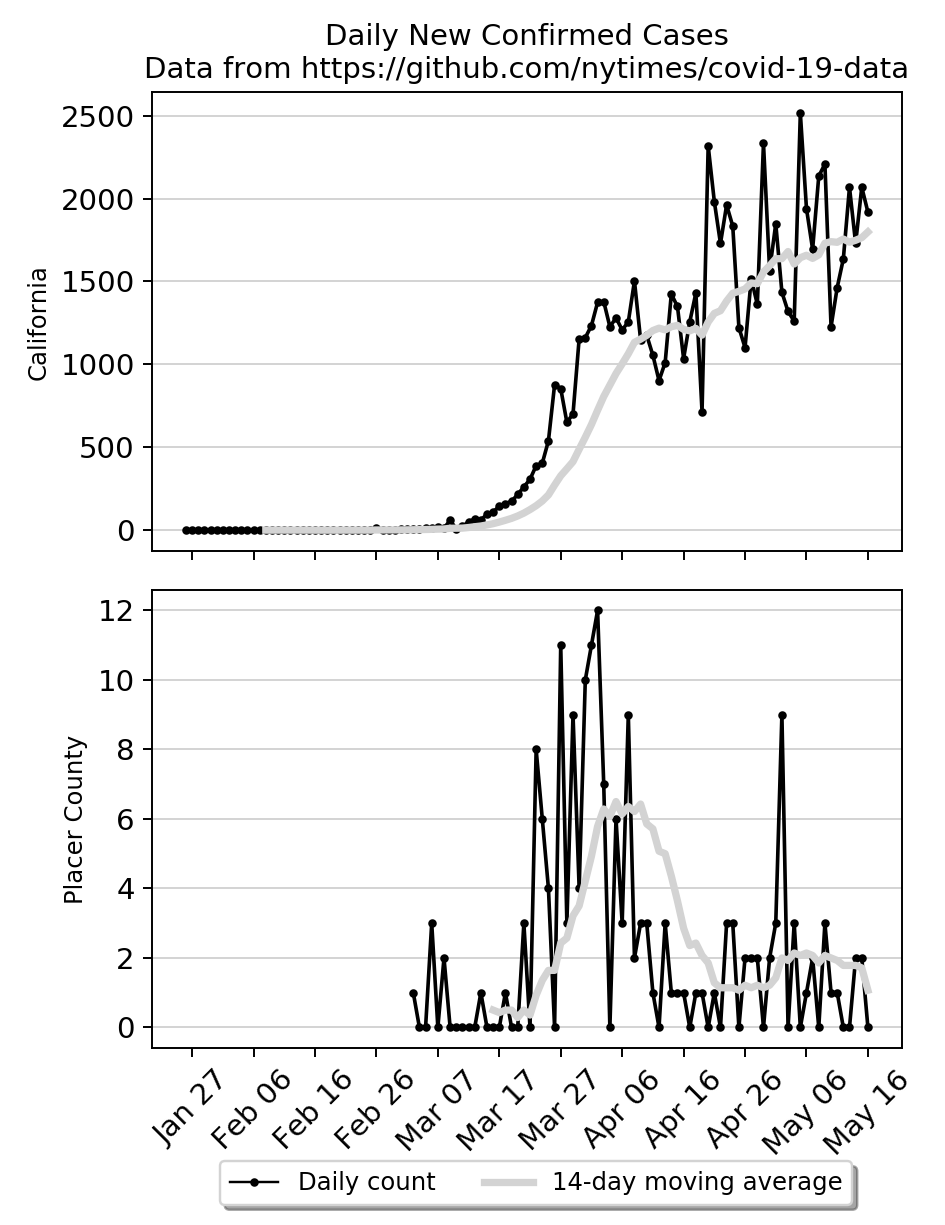 Daily New Confirmed Cases
Data from https://github.com/nytimes/covid-19-data
2500
2000
1500
1000
500
0
California
12
10
8
6
4
2
0
Placer County
Jan 27
Feb 06
Feb 16
Feb 26
Mar 07
Mar 17
Mar 27
Apr 06
Apr 16
Apr 26
May 06
May 16
Daily count
14-day moving average